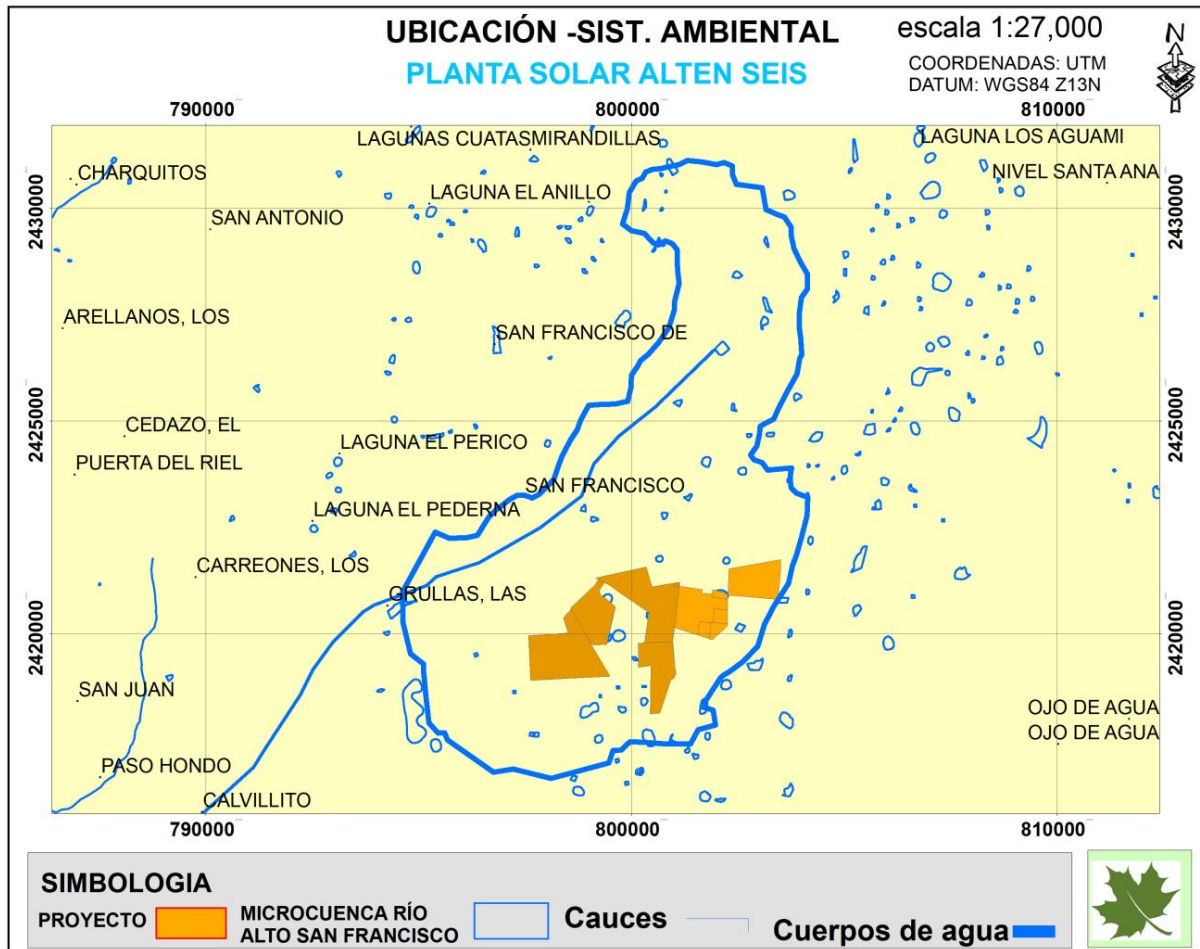 UBICACIÓN -SIST. AMBIENTAL
PLANTA SOLAR ALTEN SEIS
escala 1:27,000
COORDENADAS: UTM
DATUM: WGS84 Z13N
N
790000
800000
810000
LAGUNAS CUATASMIRANDILLAS
LAGUNA LOS AGUAMI
CHARQUITOS
NIVEL SANTA ANA
LAGUNA EL ANILLO
2430000
2430000
SAN ANTONIO
ARELLANOS, LOS
SAN FRANCISCO DE
2425000
2425000
CEDAZO, EL
LAGUNA EL PERICO
PUERTA DEL RIEL
SAN FRANCISCO
LAGUNA EL PEDERNA
CARREONES, LOS
GRULLAS, LAS
2420000
2420000
SAN JUAN
OJO DE AGUA
OJO DE AGUA
PASO HONDO
CALVILLITO
790000
800000
810000
SIMBOLOGIA
PROYECTO
MICROCUENCA RÍO
ALTO SAN FRANCISCO
Cauces
Cuerpos de agua